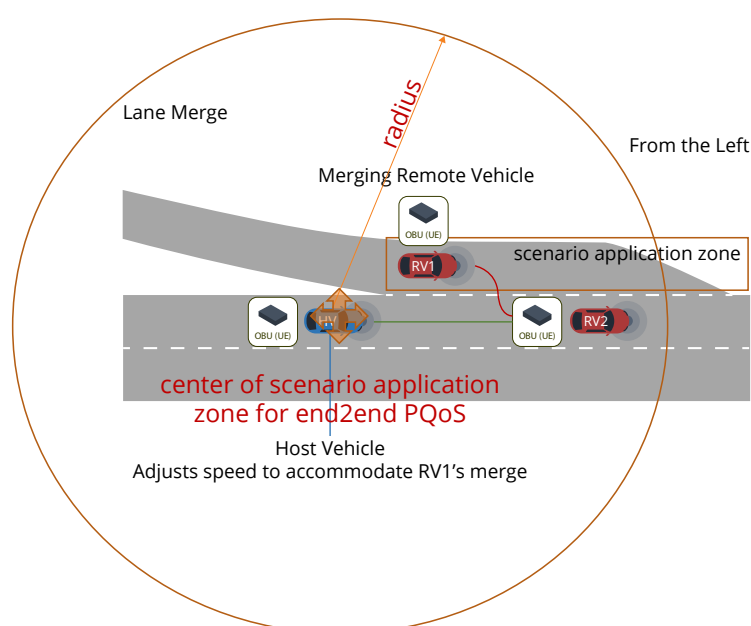 Lane Merge
radius
From the Left
Merging Remote Vehicle
OBU (UE)
scenario application zone
RV1
OBU (UE)
HV
OBU (UE)
RV2
center of scenario application
zone for end2end PQoS
Host Vehicle
Adjusts speed to accommodate RV1's merge